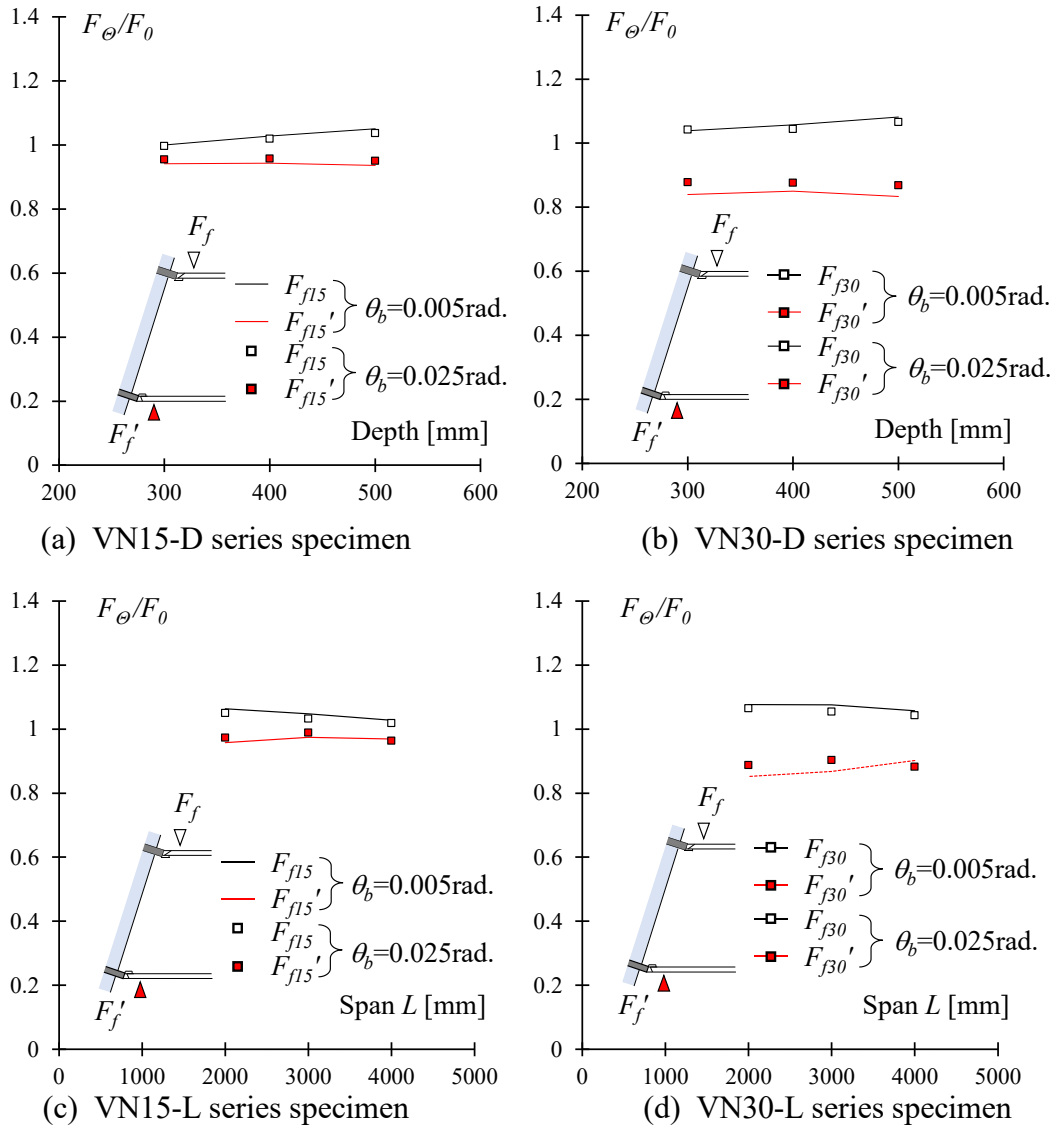 F_Θ/F_0
1.4
1.2
1
0.8
0.6
0.4
0.2
0
200 300 400 500 600
F_f
F_f'
F_f15
F_f15'
θ_b=0.005rad.
F_f15
F_f15'
θ_b=0.025rad.
Depth [mm]
(a) VN15-D series specimen
F_Θ/F_0
1.4
1.2
1
0.8
0.6
0.4
0.2
0
200 300 400 500 600
F_f
F_f'
F_f30
F_f30'
θ_b=0.005rad.
F_f30
F_f30'
θ_b=0.025rad.
Depth [mm]
(b) VN30-D series specimen
F_Θ/F_0
1.4
1.2
1
0.8
0.6
0.4
0.2
0
0 1000 2000 3000 4000 5000
F_f
F_f'
F_f15
F_f15'
θ_b=0.005rad.
F_f15
F_f15'
θ_b=0.025rad.
Span L [mm]
(c) VN15-L series specimen
F_Θ/F_0
1.4
1.2
1
0.8
0.6
0.4
0.2
0
0 1000 2000 3000 4000 5000
F_f
F_f'
F_f30
F_f30'
θ_b=0.005rad.
F_f30
F_f30'
θ_b=0.025rad.
Span L [mm]
(d) VN30-L series specimen